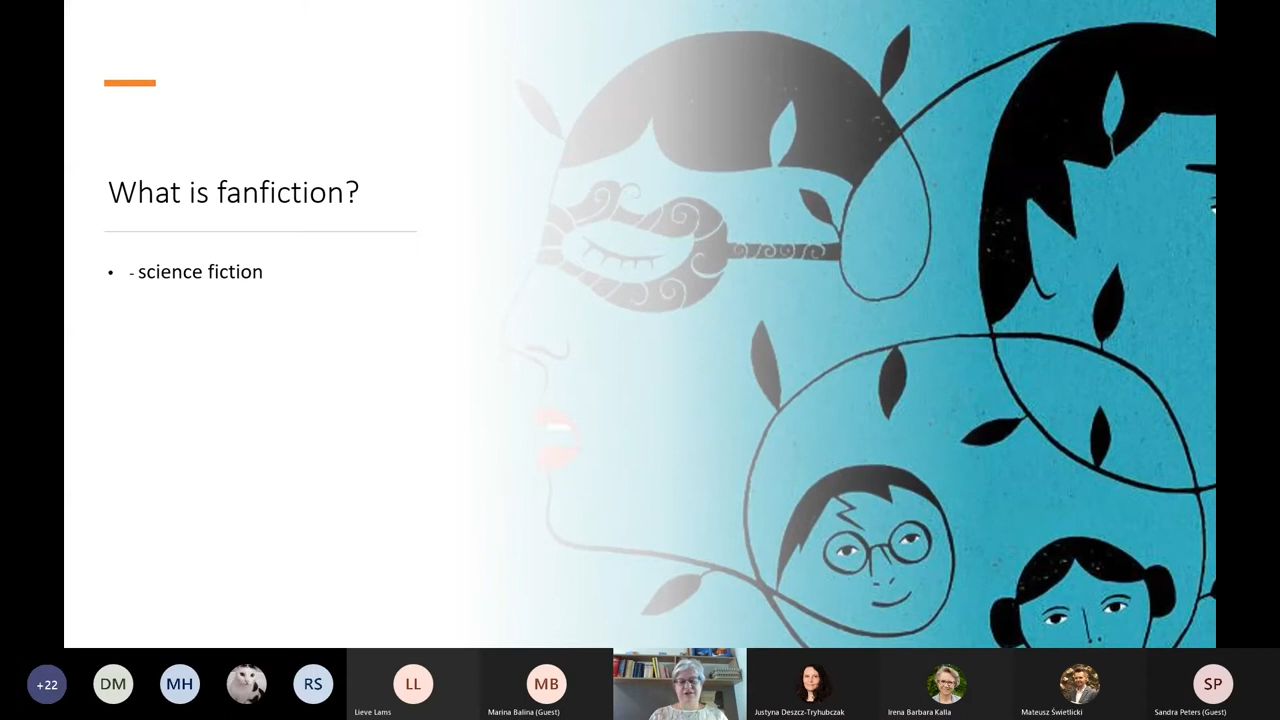 What is fanfiction?
• - science fiction
+22
DM
MH
RS
LL
Lieve Lams
MB
Marina Balina (Guest)
Justyna Deszcz-Tryhubczak
Irena Barbara Kalla
Mateusz Świetlicki
SP
Sandra Peters (Guest)